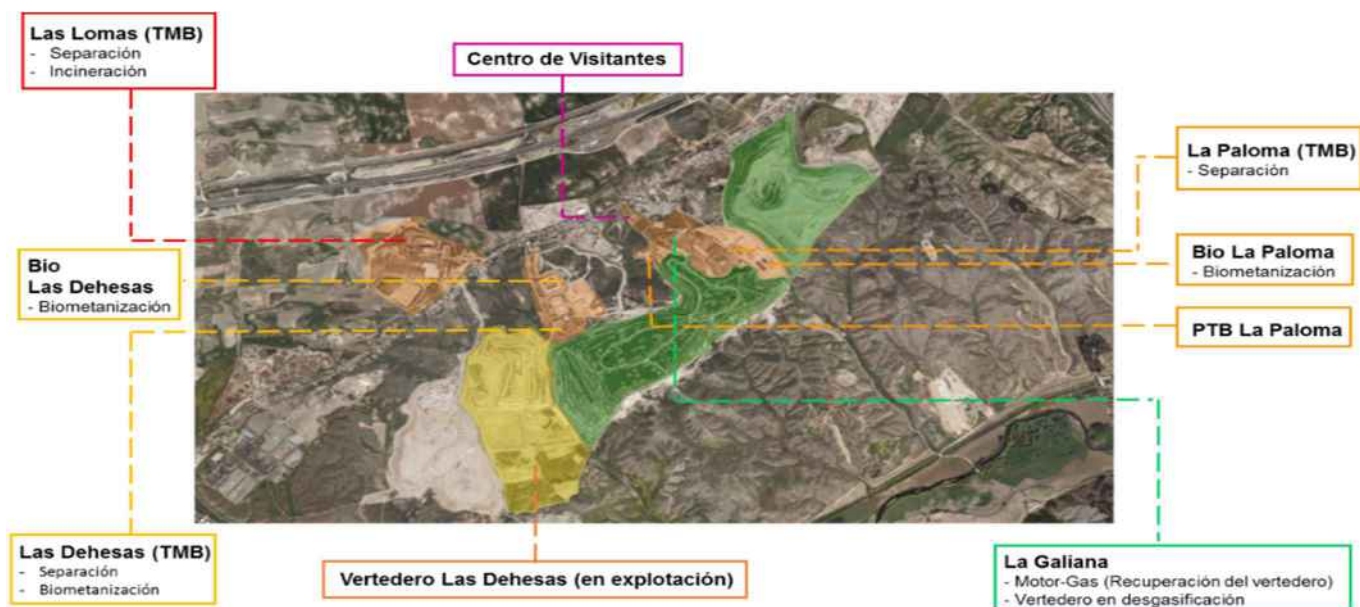 Las Lomas (TMB)
- Separación
- Incineración
Centro de Visitantes
La Paloma (TMB)
- Separación
Bio
Las Dehesas
- Biometanización
Bio La Paloma
- Biometanización
PTB La Paloma
Las Dehesas (TMB)
- Separación
- Biometanización
Vertedero Las Dehesas (en explotación)
La Galiana
- Motor-Gas (Recuperación del vertedero)
- Vertedero en desgasificación